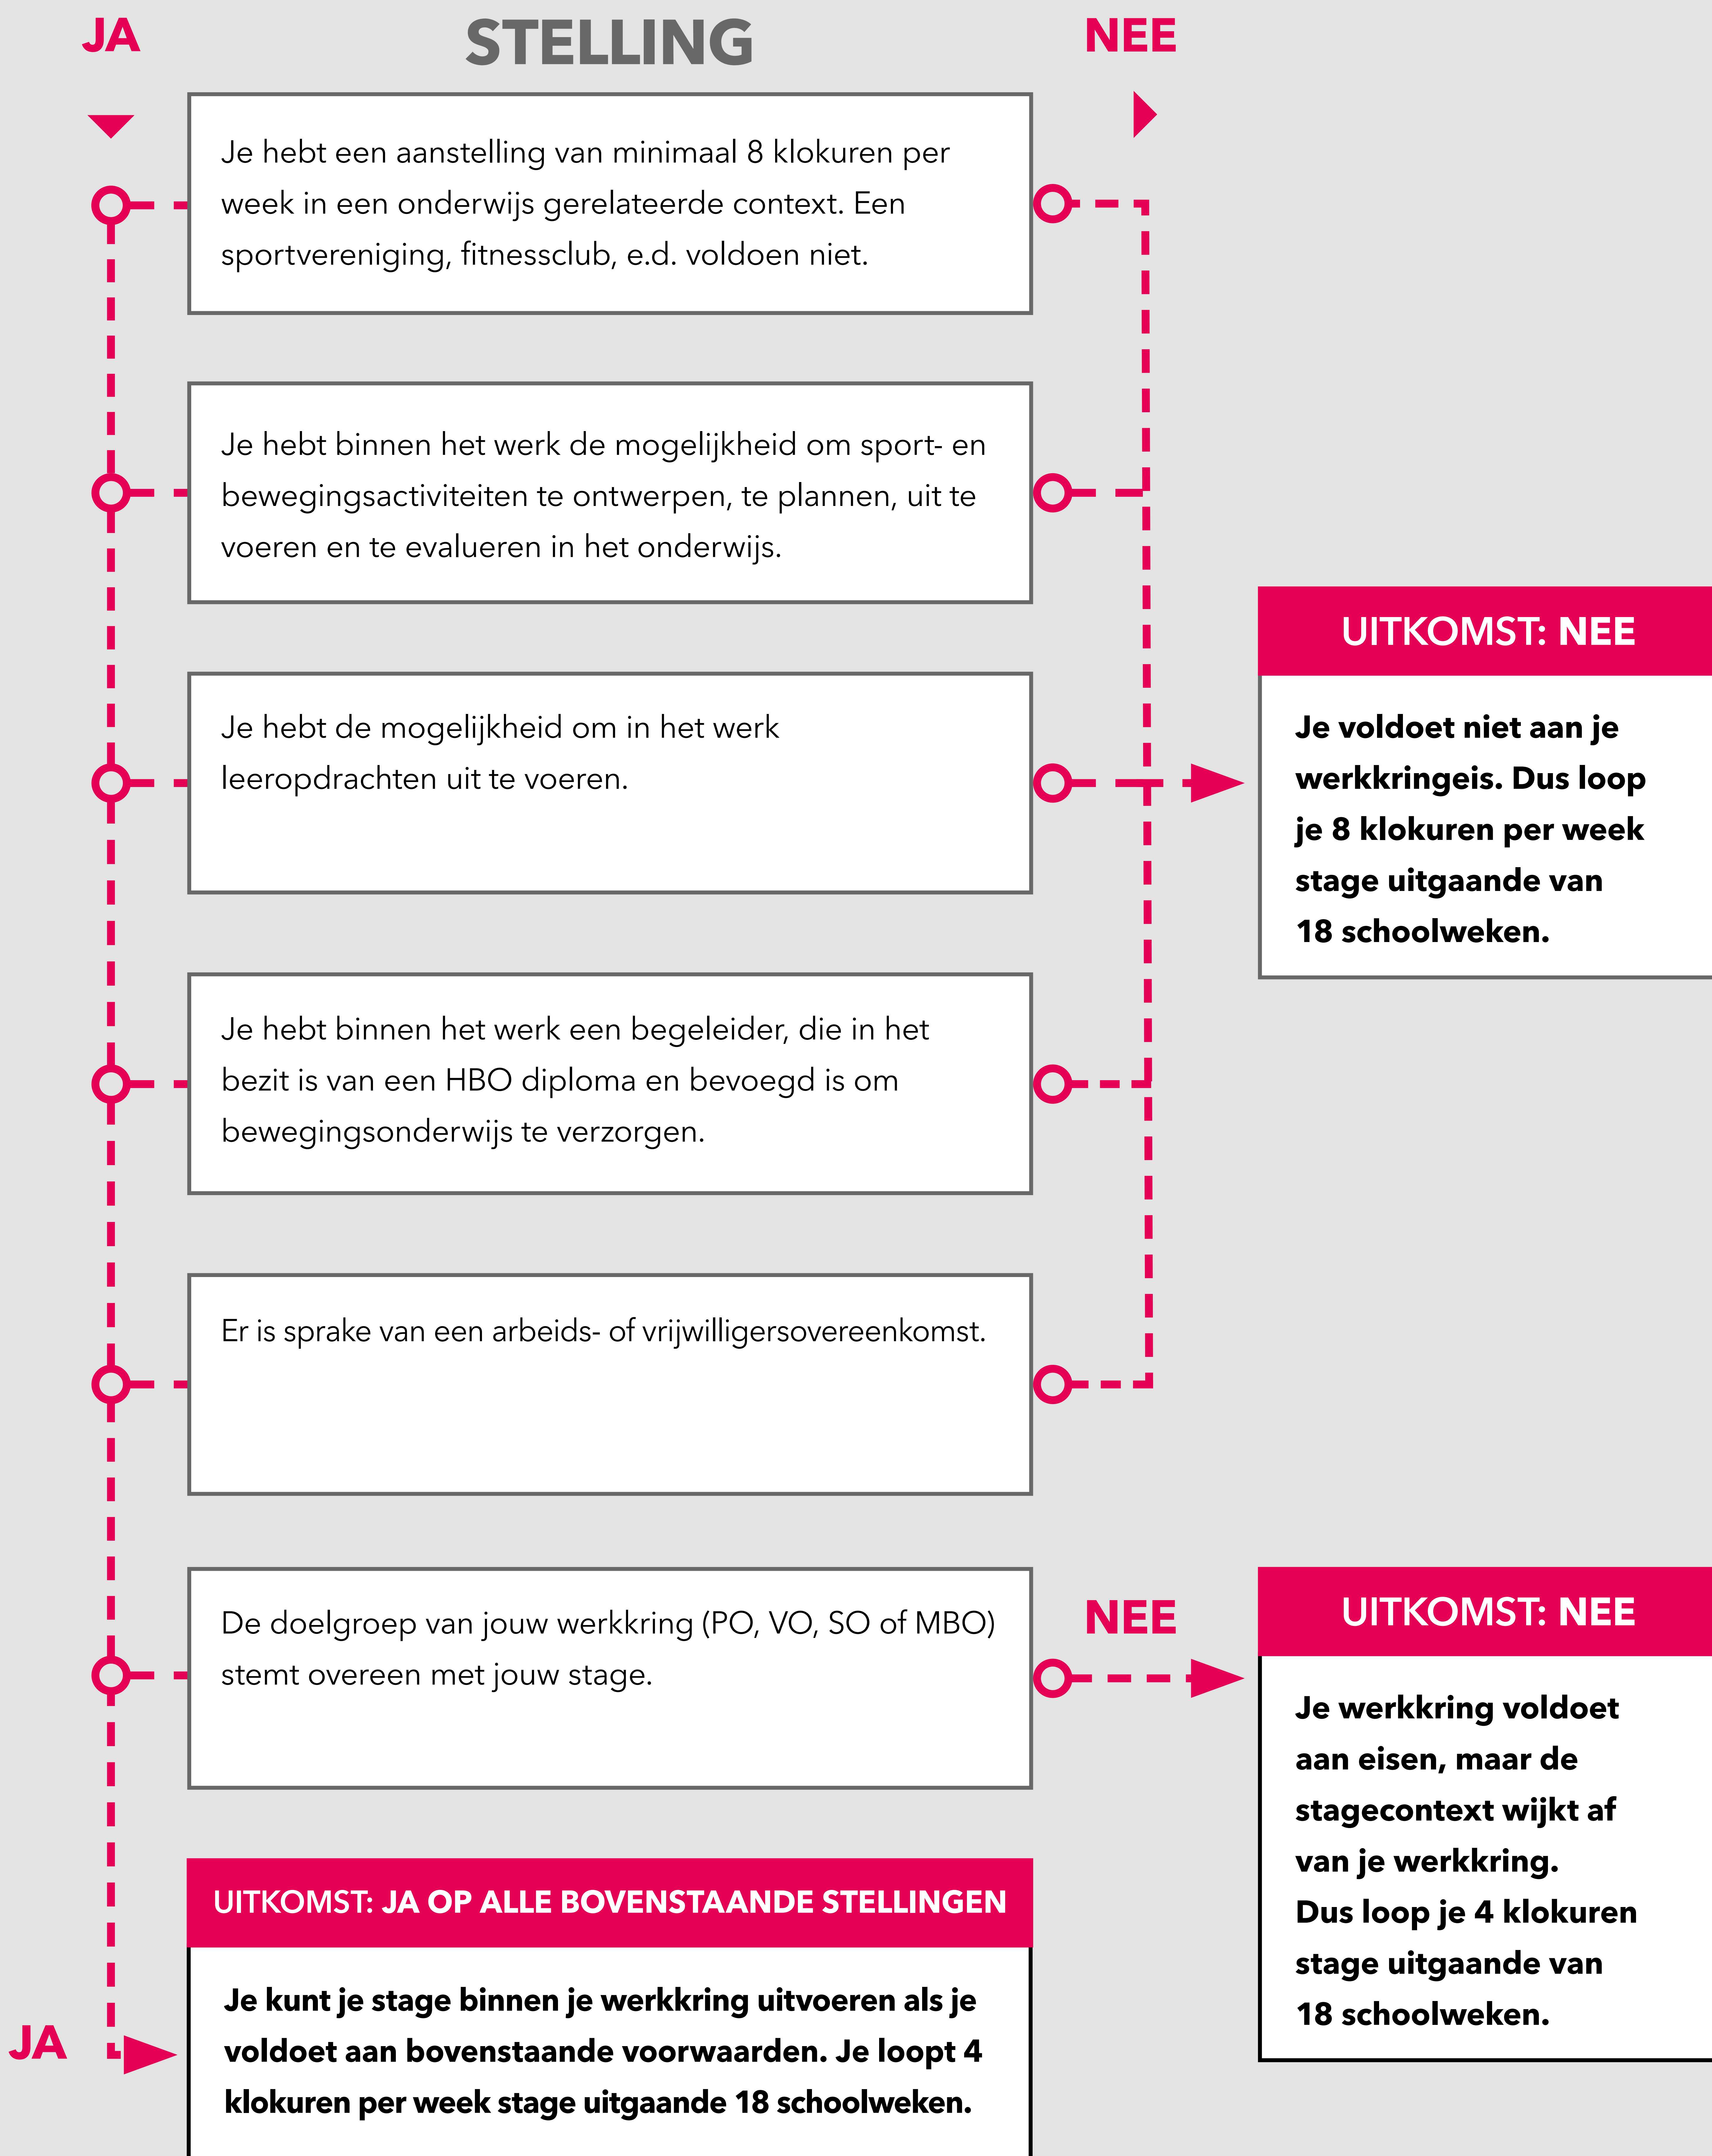 JA
STELLING
NEE
Je hebt een aanstelling van minimaal 8 klokuren per
week in een onderwijs gerelateerde context. Een
sportvereniging, fitnessclub, e.d. voldoen niet.
Je hebt binnen het werk de mogelijkheid om sport- en
bewegingsactiviteiten te ontwerpen, te plannen, uit te
voeren en te evalueren in het onderwijs.
Je hebt de mogelijkheid om in het werk
leeropdrachten uit te voeren.
UITKOMST: NEE
Je voldoet niet aan je
werkkringeis. Dus loop
je 8 klokuren per week
stage uitgaande van
18 schoolweken.
Je hebt binnen het werk een begeleider, die in het
bezit is van een HBO diploma en bevoegd is om
bewegingsonderwijs te verzorgen.
Er is sprake van een arbeids- of vrijwilligersovereenkomst.
De doelgroep van jouw werkkring (PO, VO, SO of MBO)
stemt overeen met jouw stage.
NEE
UITKOMST: NEE
Je werkkring voldoet
aan eisen, maar de
stagecontext wijkt af
van je werkkring.
Dus loop je 4 klokuren
stage uitgaande van
18 schoolweken.
UITKOMST: JA OP ALLE BOVENSTAANDE STELLINGEN
JA
Je kunt je stage binnen je werkkring uitvoeren als je
voldoet aan bovenstaande voorwaarden. Je loopt 4
klokuren per week stage uitgaande 18 schoolweken.